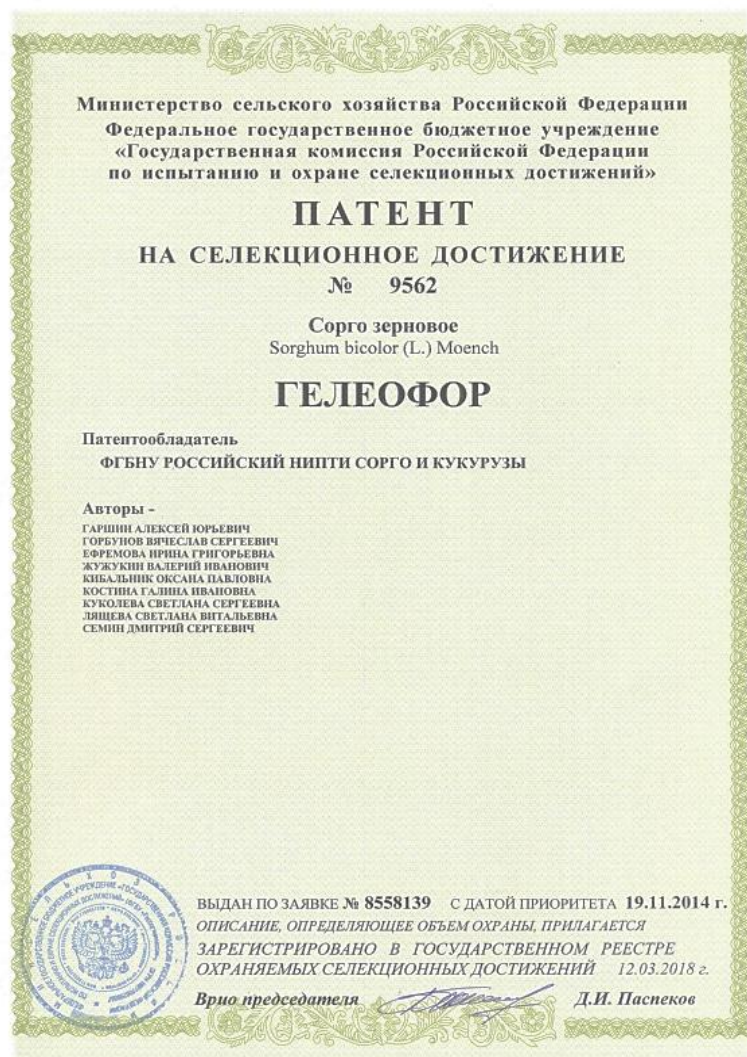 Министерство сельского хозяйства Российской Федерации
Федеральное государственное бюджетное учреждение
«Государственная комиссия Российской Федерации
по испытанию и охране селекционных достижений»
ПАТЕНТ
НА СЕЛЕКЦИОННОЕ ДОСТИЖЕНИЕ
№ 9562
Сорго зерновое
Sorghum bicolor (L.) Moench
ГЕЛЕОФОР
Патентообладатель
ФГБНУ РОССИЙСКИЙ НИПТИ СОРГО И КУКУРУЗЫ
Авторы -
ГАРШИН АЛЕКСЕЙ ЮРЬЕВИЧ
ГОРБУНОВ ВЯЧЕСЛАВ СЕРГЕЕВИЧ
ЕФРЕМОВА ИРИНА ГРИГОРЬЕВНА
ЖУЖУКИН ВАЛЕРИЙ ИВАНОВИЧ
КИБАЛЬНИК ОКСАНА ПАВЛОВНА
КОСТИНА ГАЛИНА ИВАНОВНА
КУКОЛЕВА СВЕТЛАНА СЕРГЕЕВНА
ЛЯЩЕВА СВЕТЛАНА ВИТАЛЬЕВНА
СЕМИН ДМИТРИЙ СЕРГЕЕВИЧ
ВЫДАН ПО ЗАЯВКЕ № 8558139 С ДАТОЙ ПРИОРИТЕТА 19.11.2014 г.
ОПИСАНИЕ, ОПРЕДЕЛЯЮЩЕЕ ОБЪЕМ ОХРАНЫ, ПРИЛАГАЕТСЯ
ЗАРЕГИСТРИРОВАНО В ГОСУДАРСТВЕННОМ РЕЕСТРЕ
ОХРАНЯЕМЫХ СЕЛЕКЦИОННЫХ ДОСТИЖЕНИЙ 12.03.2018 г.
Врио председателя Д.И. Паспеков